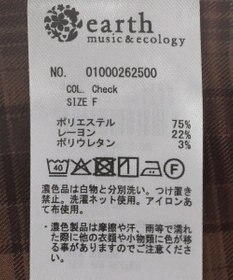 earth
music&ecology
NO. 01000262500
COL. Check
SIZE F
ポリエステル 75%
レーヨン 22%
ポリウレタン 3%
40 F
濃色品は白物と分別洗い。つけ置き
禁止。洗濯ネット使用。アイロンあ
て布使用。
・濃色製品は摩擦や汗、雨等で濡れ
た際に他の衣類や小物類に色が移
る事がありますのでご注意くださ
い。